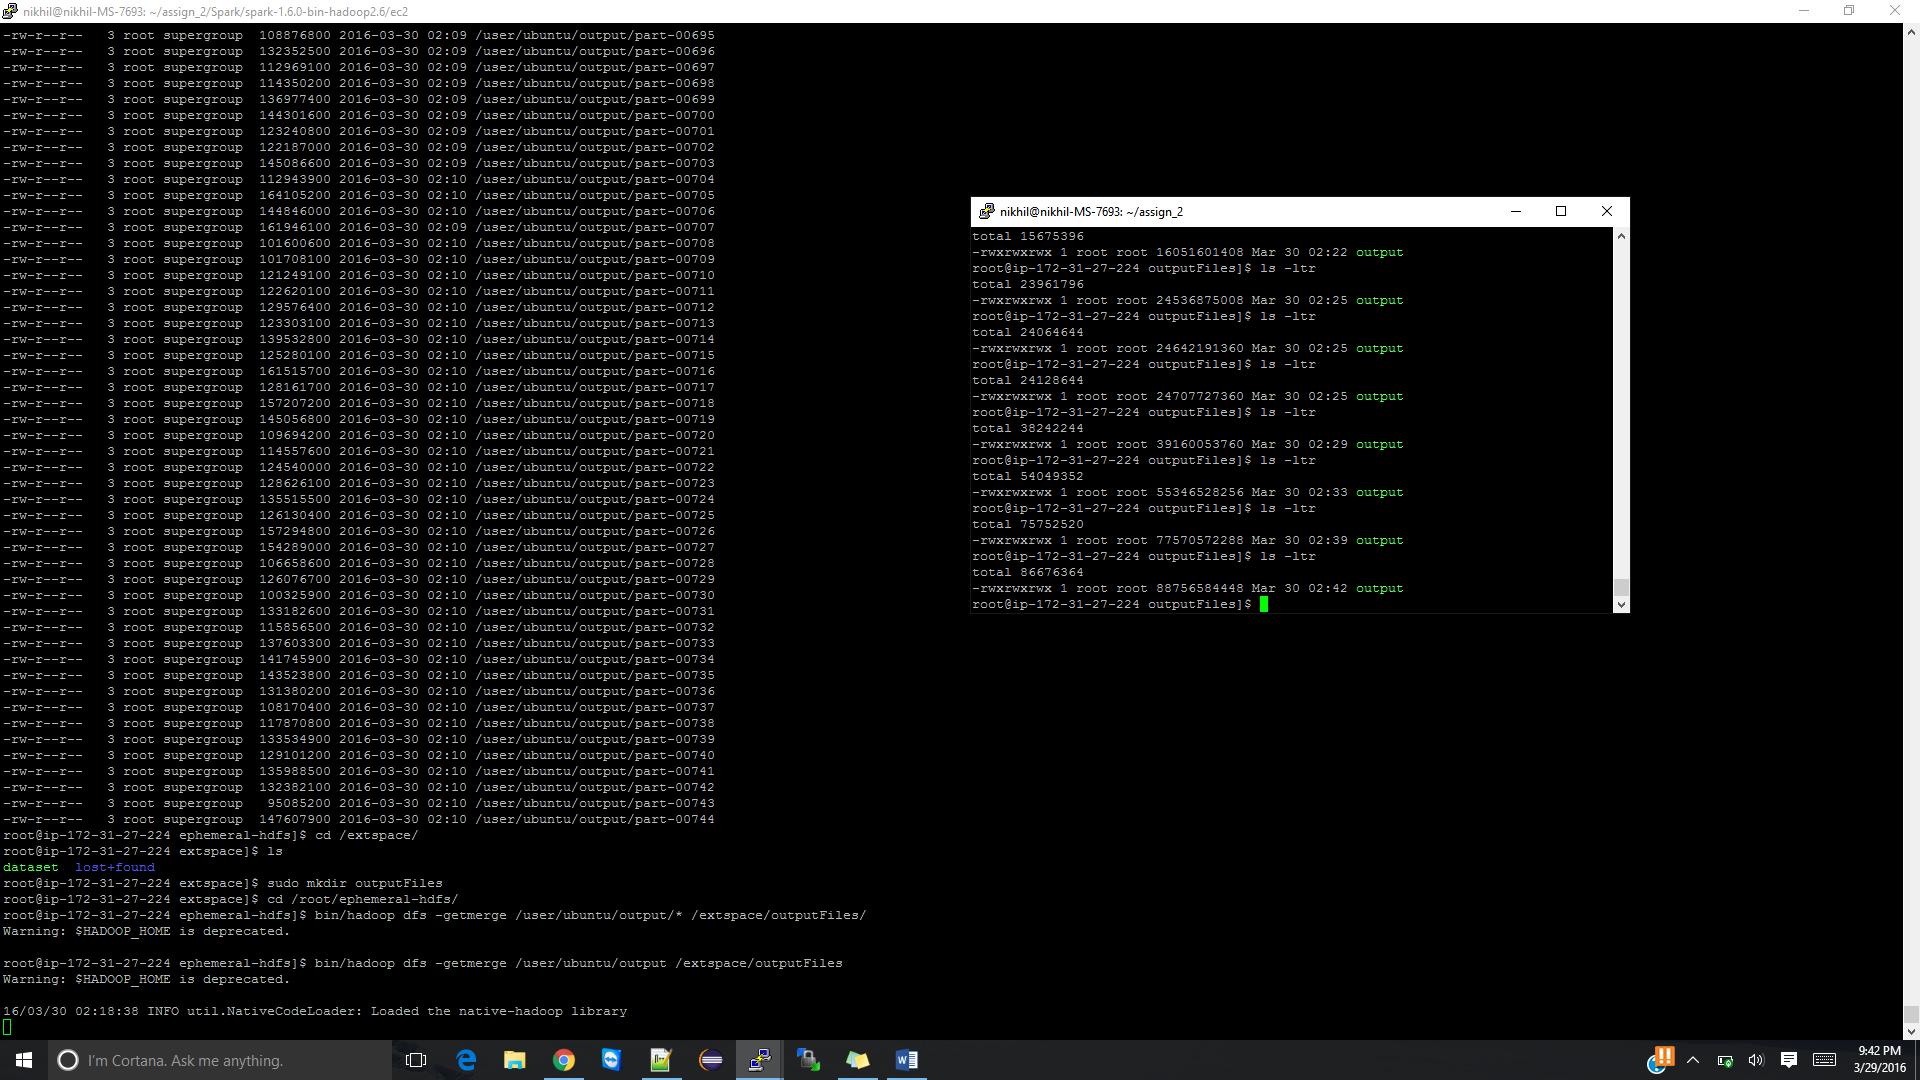 nikhil@nikhil-MS-7693: ~/assign_2/Spark/spark-1.6.0-bin-hadoop2.6/ec2
-rw-r--r--   3 root supergroup  108876800 2016-03-30 02:09 /user/ubuntu/output/part-00695
-rw-r--r--   3 root supergroup  132352500 2016-03-30 02:09 /user/ubuntu/output/part-00696
-rw-r--r--   3 root supergroup  112969100 2016-03-30 02:09 /user/ubuntu/output/part-00697
-rw-r--r--   3 root supergroup  114350200 2016-03-30 02:09 /user/ubuntu/output/part-00698
-rw-r--r--   3 root supergroup  136977400 2016-03-30 02:09 /user/ubuntu/output/part-00699
-rw-r--r--   3 root supergroup  144301600 2016-03-30 02:09 /user/ubuntu/output/part-00700
-rw-r--r--   3 root supergroup  123240800 2016-03-30 02:09 /user/ubuntu/output/part-00701
-rw-r--r--   3 root supergroup  122187000 2016-03-30 02:09 /user/ubuntu/output/part-00702
-rw-r--r--   3 root supergroup  145086600 2016-03-30 02:09 /user/ubuntu/output/part-00703
-rw-r--r--   3 root supergroup  112943900 2016-03-30 02:10 /user/ubuntu/output/part-00704
-rw-r--r--   3 root supergroup  164105200 2016-03-30 02:10 /user/ubuntu/output/part-00705
-rw-r--r--   3 root supergroup  144846000 2016-03-30 02:10 /user/ubuntu/output/part-00706
-rw-r--r--   3 root supergroup  161946100 2016-03-30 02:10 /user/ubuntu/output/part-00707
-rw-r--r--   3 root supergroup  101600600 2016-03-30 02:10 /user/ubuntu/output/part-00708
-rw-r--r--   3 root supergroup  101708100 2016-03-30 02:10 /user/ubuntu/output/part-00709
-rw-r--r--   3 root supergroup  121249100 2016-03-30 02:10 /user/ubuntu/output/part-00710
-rw-r--r--   3 root supergroup  122620100 2016-03-30 02:10 /user/ubuntu/output/part-00711
-rw-r--r--   3 root supergroup  129576400 2016-03-30 02:10 /user/ubuntu/output/part-00712
-rw-r--r--   3 root supergroup  123303100 2016-03-30 02:10 /user/ubuntu/output/part-00713
-rw-r--r--   3 root supergroup  139532800 2016-03-30 02:10 /user/ubuntu/output/part-00714
-rw-r--r--   3 root supergroup  125280100 2016-03-30 02:10 /user/ubuntu/output/part-00715
-rw-r--r--   3 root supergroup  161515700 2016-03-30 02:10 /user/ubuntu/output/part-00716
-rw-r--r--   3 root supergroup  128161700 2016-03-30 02:10 /user/ubuntu/output/part-00717
-rw-r--r--   3 root supergroup  157207200 2016-03-30 02:10 /user/ubuntu/output/part-00718
-rw-r--r--   3 root supergroup  145056800 2016-03-30 02:10 /user/ubuntu/output/part-00719
-rw-r--r--   3 root supergroup  109694200 2016-03-30 02:10 /user/ubuntu/output/part-00720
-rw-r--r--   3 root supergroup  114557600 2016-03-30 02:10 /user/ubuntu/output/part-00721
-rw-r--r--   3 root supergroup  124540000 2016-03-30 02:10 /user/ubuntu/output/part-00722
-rw-r--r--   3 root supergroup  128626100 2016-03-30 02:10 /user/ubuntu/output/part-00723
-rw-r--r--   3 root supergroup  135515500 2016-03-30 02:10 /user/ubuntu/output/part-00724
-rw-r--r--   3 root supergroup  126130400 2016-03-30 02:10 /user/ubuntu/output/part-00725
-rw-r--r--   3 root supergroup  157294800 2016-03-30 02:10 /user/ubuntu/output/part-00726
-rw-r--r--   3 root supergroup  154289000 2016-03-30 02:10 /user/ubuntu/output/part-00727
-rw-r--r--   3 root supergroup  106658600 2016-03-30 02:10 /user/ubuntu/output/part-00728
-rw-r--r--   3 root supergroup  126076700 2016-03-30 02:10 /user/ubuntu/output/part-00729
-rw-r--r--   3 root supergroup  100325900 2016-03-30 02:10 /user/ubuntu/output/part-00730
-rw-r--r--   3 root supergroup  133182600 2016-03-30 02:10 /user/ubuntu/output/part-00731
-rw-r--r--   3 root supergroup  115856500 2016-03-30 02:10 /user/ubuntu/output/part-00732
-rw-r--r--   3 root supergroup  137603300 2016-03-30 02:10 /user/ubuntu/output/part-00733
-rw-r--r--   3 root supergroup  141745900 2016-03-30 02:10 /user/ubuntu/output/part-00734
-rw-r--r--   3 root supergroup  143523800 2016-03-30 02:10 /user/ubuntu/output/part-00735
-rw-r--r--   3 root supergroup  131380200 2016-03-30 02:10 /user/ubuntu/output/part-00736
-rw-r--r--   3 root supergroup  108170400 2016-03-30 02:10 /user/ubuntu/output/part-00737
-rw-r--r--   3 root supergroup  117870800 2016-03-30 02:10 /user/ubuntu/output/part-00738
-rw-r--r--   3 root supergroup  133534900 2016-03-30 02:10 /user/ubuntu/output/part-00739
-rw-r--r--   3 root supergroup  129101200 2016-03-30 02:10 /user/ubuntu/output/part-00740
-rw-r--r--   3 root supergroup  135988500 2016-03-30 02:10 /user/ubuntu/output/part-00741
-rw-r--r--   3 root supergroup  132382100 2016-03-30 02:10 /user/ubuntu/output/part-00742
-rw-r--r--   3 root supergroup   95085200 2016-03-30 02:10 /user/ubuntu/output/part-00743
-rw-r--r--   3 root supergroup  147607900 2016-03-30 02:10 /user/ubuntu/output/part-00744
root@ip-172-31-27-224 ephemeral-hdfs]$ cd /extspace/
root@ip-172-31-27-224 extspace]$ ls
dataset  lost+found
root@ip-172-31-27-224 extspace]$ sudo mkdir outputFiles
root@ip-172-31-27-224 extspace]$ cd /root/ephemeral-hdfs/
root@ip-172-31-27-224 ephemeral-hdfs]$ bin/hadoop dfs -getmerge /user/ubuntu/output/* /extspace/outputFiles/
Warning: $HADOOP_HOME is deprecated.
root@ip-172-31-27-224 ephemeral-hdfs]$ bin/hadoop dfs -getmerge /user/ubuntu/output /extspace/outputFiles
Warning: $HADOOP_HOME is deprecated.
16/03/30 02:18:38 INFO util.NativeCodeLoader: Loaded the native-hadoop library
nikhil@nikhil-MS-7693: ~/assign_2
total 15675396
-rwxrwxrwx 1 root root 16051601408 Mar 30 02:22 output
root@ip-172-31-27-224 outputFiles]$ ls -ltr
total 23961796
-rwxrwxrwx 1 root root 24536875008 Mar 30 02:25 output
root@ip-172-31-27-224 outputFiles]$ ls -ltr
total 24064644
-rwxrwxrwx 1 root root 24642191360 Mar 30 02:25 output
root@ip-172-31-27-224 outputFiles]$ ls -ltr
total 24128644
-rwxrwxrwx 1 root root 24707727360 Mar 30 02:25 output
root@ip-172-31-27-224 outputFiles]$ ls -ltr
total 38242244
-rwxrwxrwx 1 root root 39160053760 Mar 30 02:29 output
root@ip-172-31-27-224 outputFiles]$ ls -ltr
total 54049352
-rwxrwxrwx 1 root root 55346528256 Mar 30 02:33 output
root@ip-172-31-27-224 outputFiles]$ ls -ltr
total 75752520
-rwxrwxrwx 1 root root 77570572288 Mar 30 02:39 output
root@ip-172-31-27-224 outputFiles]$ ls -ltr
total 86676364
-rwxrwxrwx 1 root root 88756584448 Mar 30 02:42 output
root@ip-172-31-27-224 outputFiles]$
I'm Cortana. Ask me anything.
9:42 PM
3/29/2016